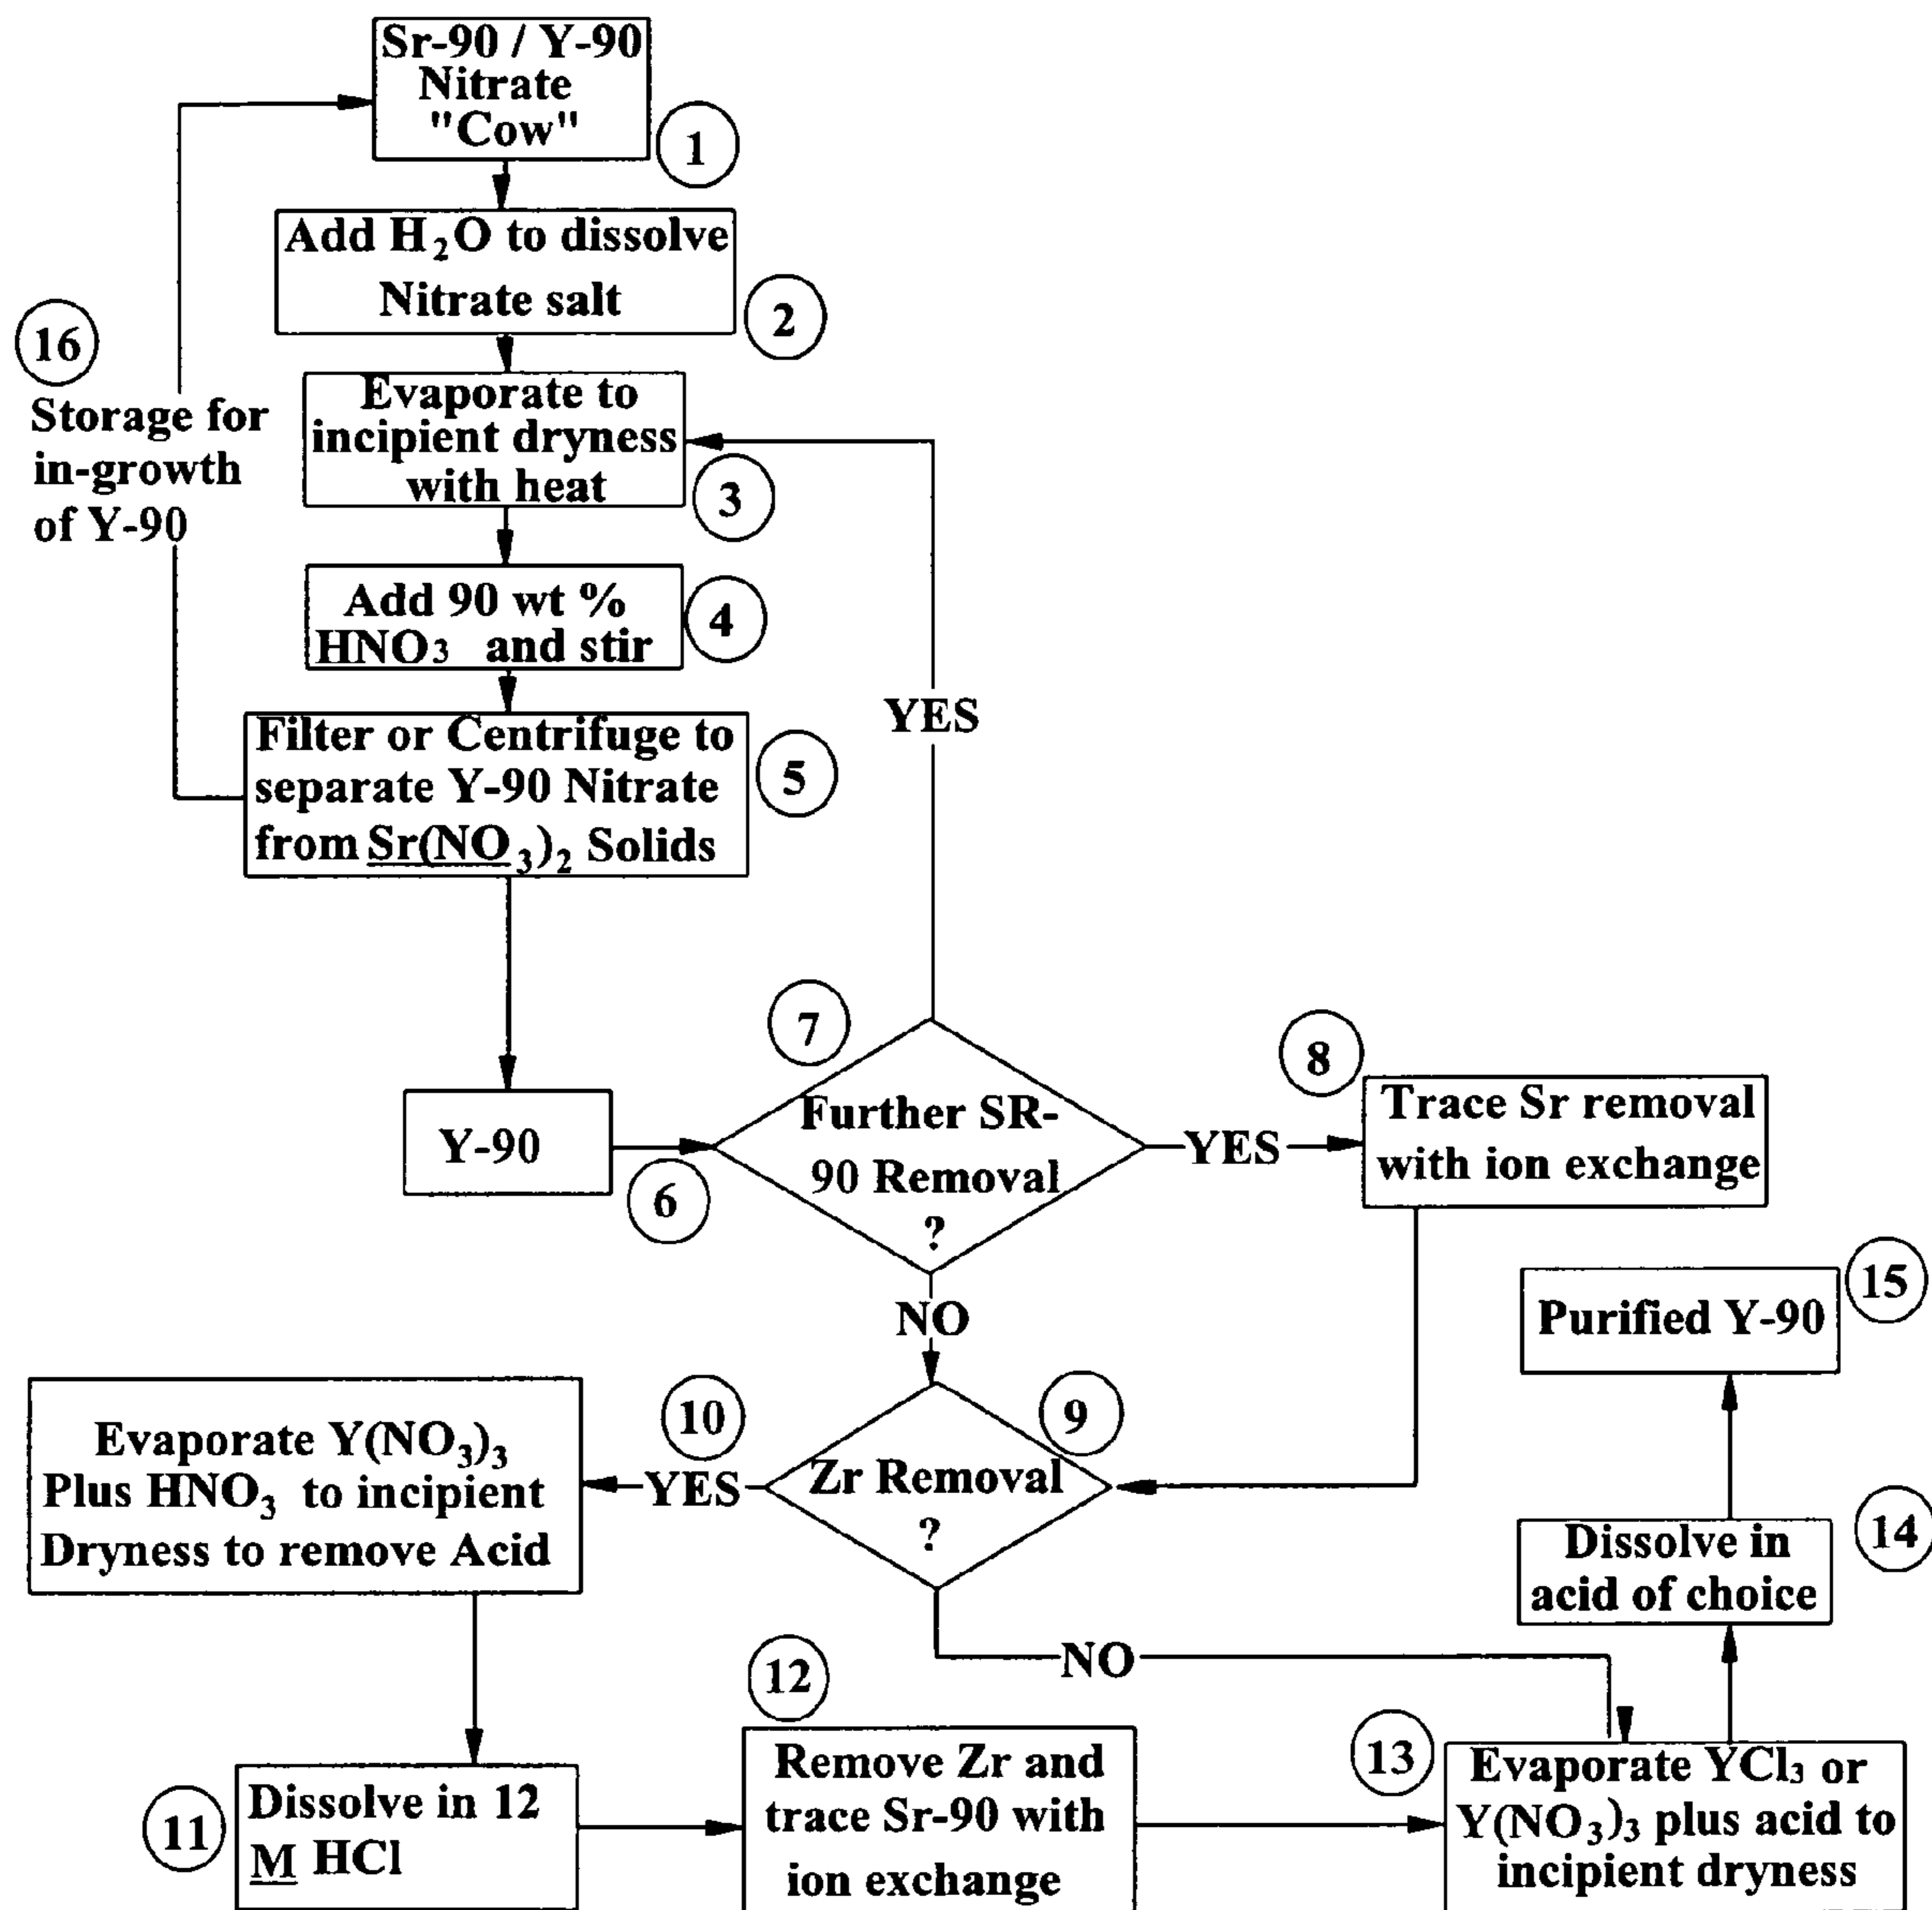 Sr-90 / Y-90
Nitrate
"Cow"
1
Add H2O to dissolve
Nitrate salt
2
16
Storage for
in-growth
of Y-90
Evaporate to
incipient dryness
with heat
3
Add 90 wt %
HNO3 and stir
4
YES
Filter or Centrifuge to
separate Y-90 Nitrate
from Sr(NO3)2 Solids
5
Y-90
6
7
Further SR-
90 Removal
?
YES
8
Trace Sr removal
with ion exchange
NO
15
Purified Y-90
9
Zr Removal
?
10
YES
Evaporate Y(NO3)3
Plus HNO3 to incipient
Dryness to remove Acid
14
Dissolve in
acid of choice
NO
11
Dissolve in 12
M HCl
12
Remove Zr and
trace Sr-90 with
ion exchange
13
Evaporate YCl3 or
Y(NO3)3 plus acid to
incipient dryness